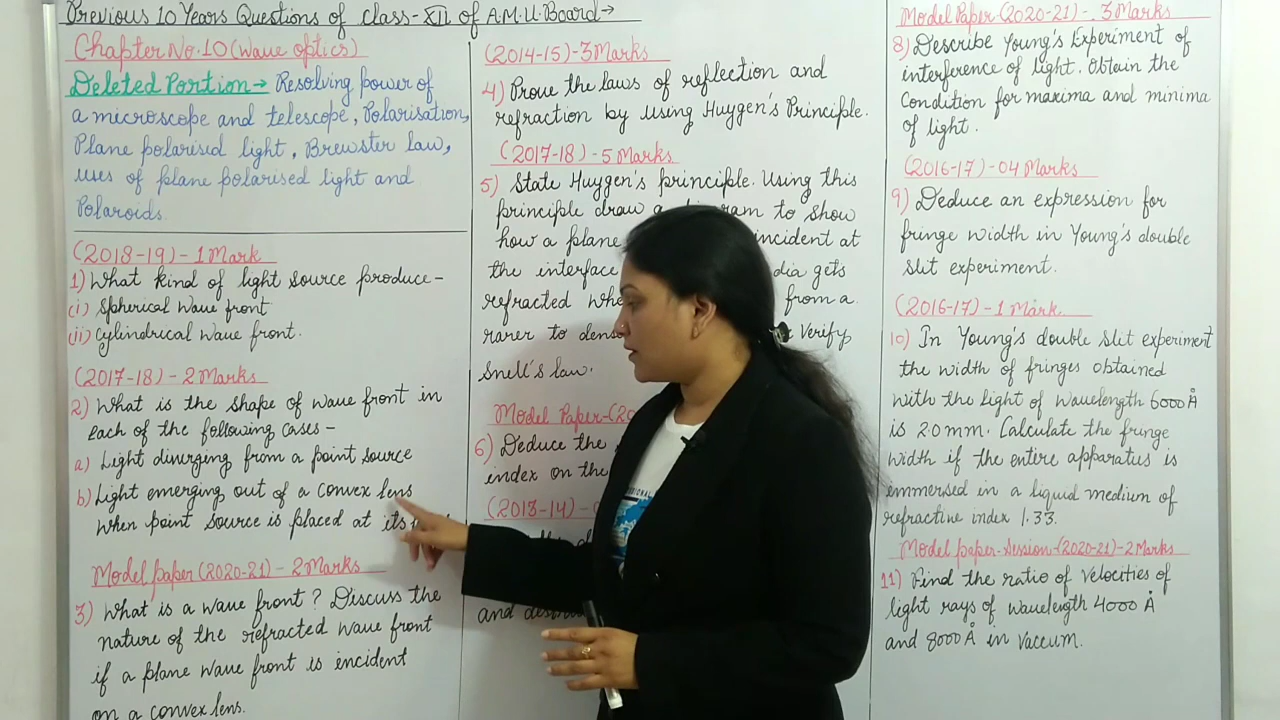 Previous 10 Years Questions of class-XII of A.M.U. Board→
Chapter No.10 (Wave optics)
Deleted Portion→ Resolving power of
a microscope and telescope, Polarisation,
Plane polarised light, Brewster law,
uses of plane polarised light and
Polaroids.
(2018-19) - 1 Mark
1) What kind of light source produce-
(i) Spherical Wave front
(ii) Cylindrical Wave front.
(2017-18) - 2 Marks
2) What is the shape of wave front in
each of the following cases-
a) Light diverging from a point source
b) Light emerging out of a convex lens
when point source is placed at its
Model paper (2020-21) - 2 Marks
3) What is a wave front? Discuss the
nature of the refracted wave front
if a plane wave front is incident
on a convex lens.
(2014-15) - 3 Marks
4) Prove the laws of reflection and
refraction by using Huygen's Principle.
(2017-18) - 5 Marks
5) State Huygen's principle. Using this
principle draw a diagram to show
how a plane incident at
the interface gets
refracted from a
rarer to Verify
Snell's law.
Model Paper-
6) Deduce the
index on the
(2013-14) -
and
Model Paper (2020-21) - 3 Marks
8) Describe Young's Experiment of
interference of light. Obtain the
Condition for maxima and minima
of light.
(2016-17) - 04 Marks
9) Deduce an expression for
fringe width in Young's double
slit experiment.
(2016-17) - 1 Mark
10) In Young's double slit experiment
the width of fringes obtained
with the light of wavelength 6000 Å
is 2.0 mm. Calculate the fringe
width if the entire apparatus is
immersed in a liquid medium of
refractive index 1.33.
Model paper-Session-(2020-21)-2 Marks
11) Find the ratio of velocities of
light rays of wavelength 4000 Å
and 8000 Å in vaccum.